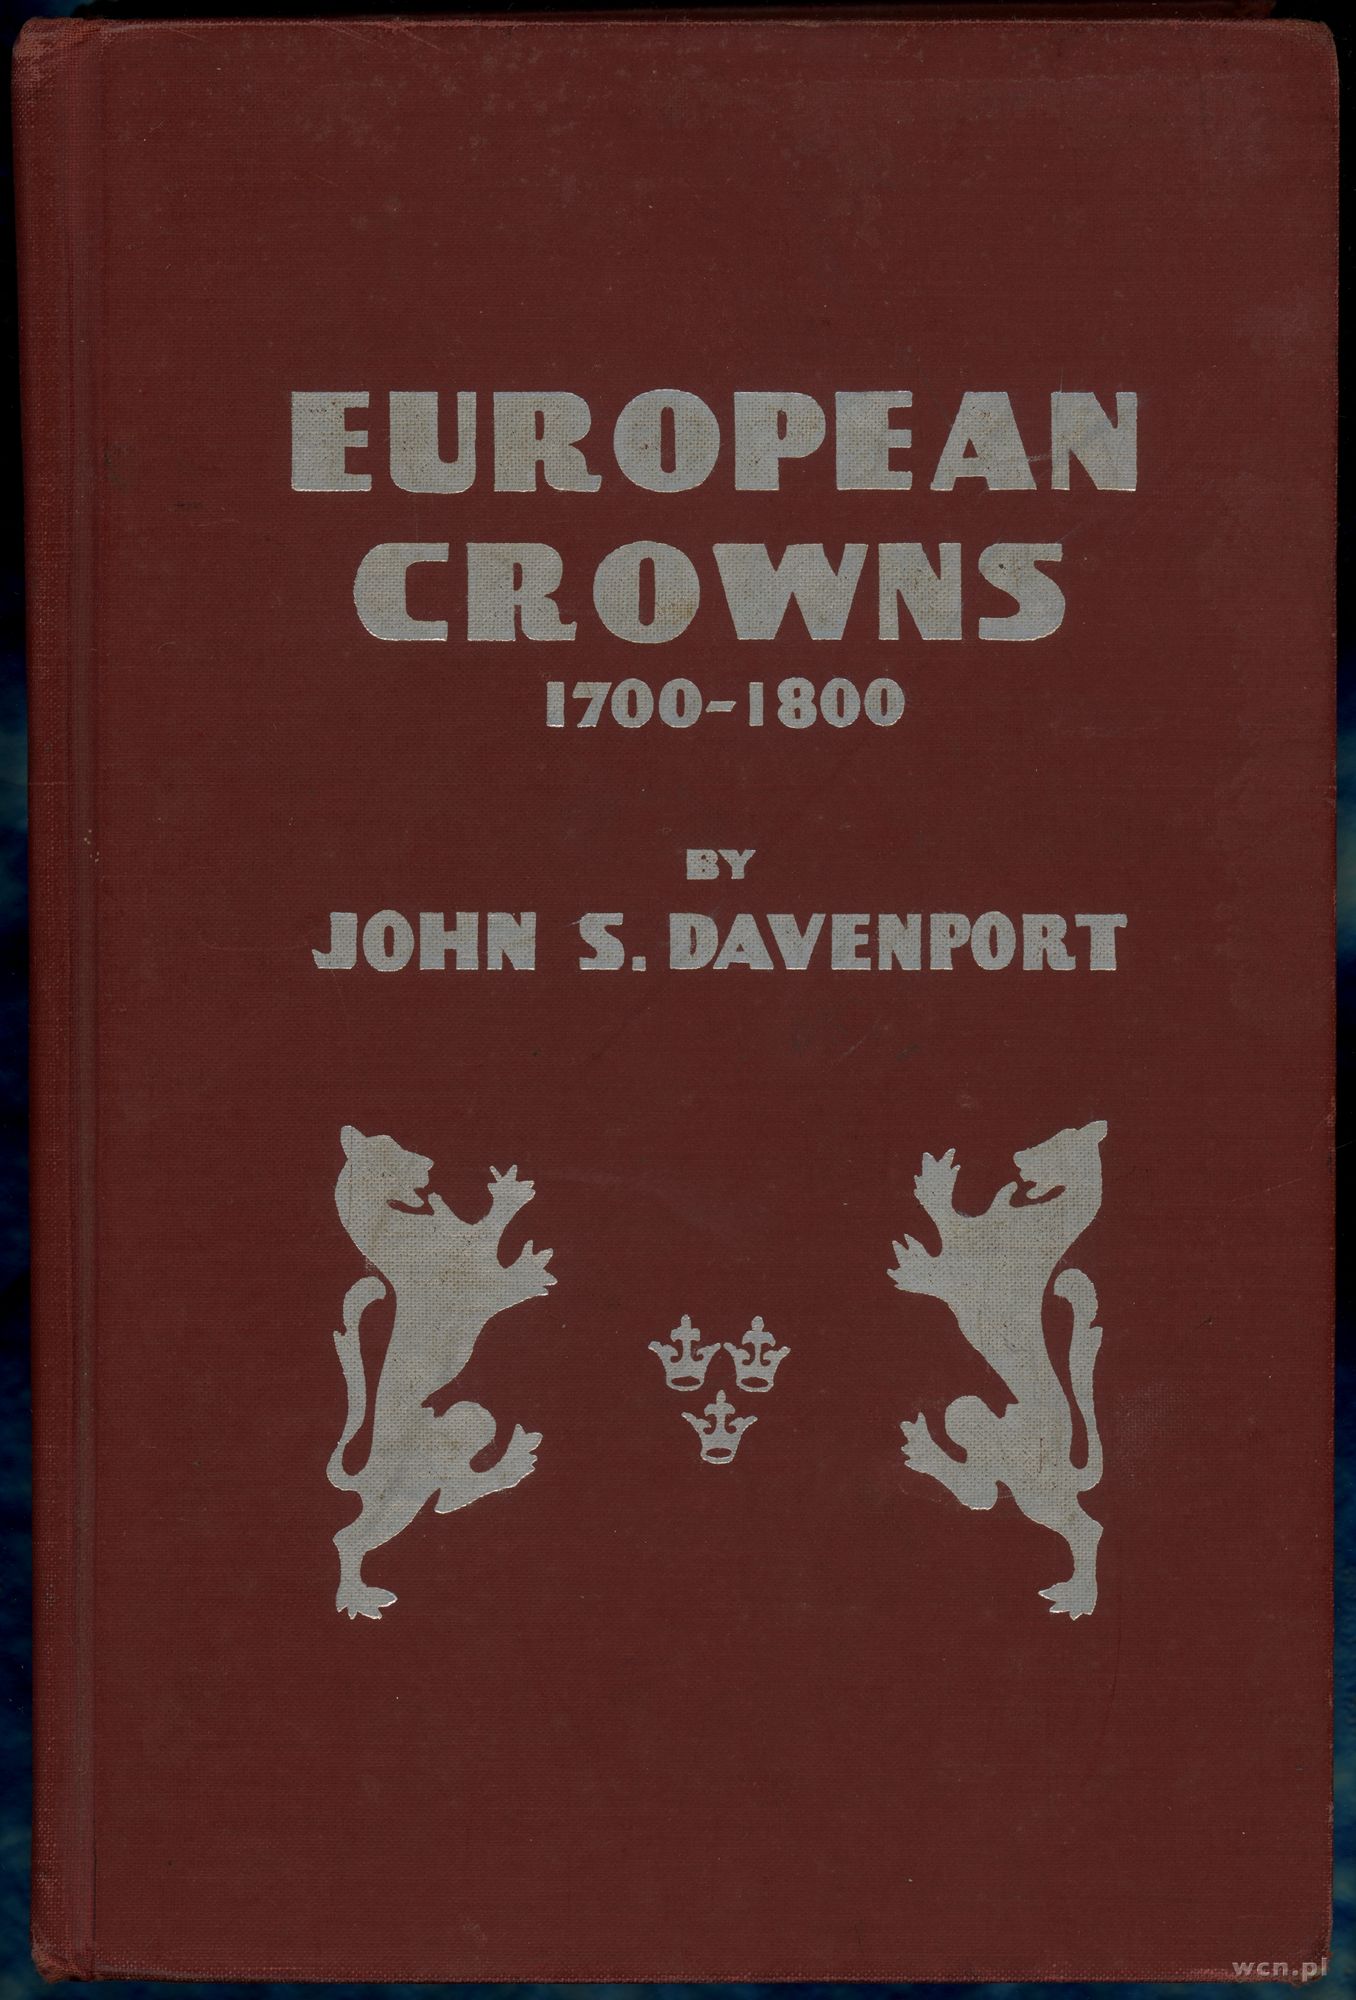 EUROPEAN
CROWNS
1700-1800
BY
JOHN S. DAVENPORT
wcn.pl